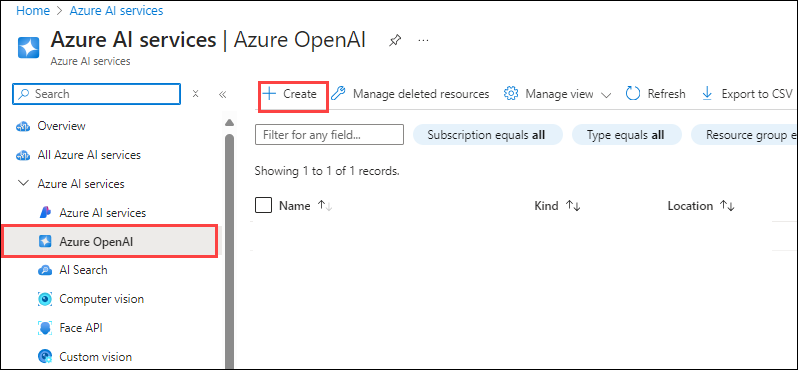 Home > Azure AI services >
Azure AI services | Azure OpenAI ...
Azure AI services
Search
Overview
All Azure AI services
Azure AI services
Azure AI services
Azure OpenAI
AI Search
Computer vision
Face API
Custom vision
+ Create Manage deleted resources Manage view Refresh Export to CSV
Filter for any field... Subscription equals all Type equals all Resource group e
Showing 1 to 1 of 1 records.
Name ↑↓ Kind ↑↓ Location ↑↓